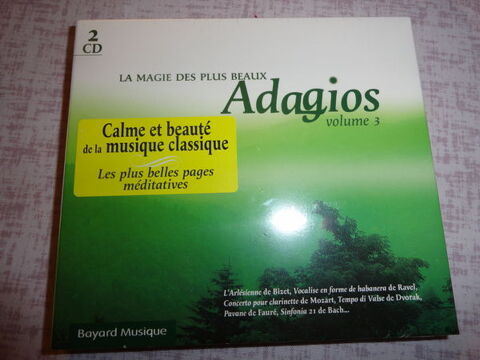 2
CD
LA MAGIE DES PLUS BEAUX
Adagios
volume 3
Calme et beauté
de la musique classique
Les plus belles pages
méditatives
L'Arlésienne de Bizet, Vocalise en forme de habanera de Ravel,
Concerto pour clarinette de Mozart, Tempo di Valse de Dvorak,
Pavane de Fauré, Sinfonia 21 de Bach...
Bayard Musique